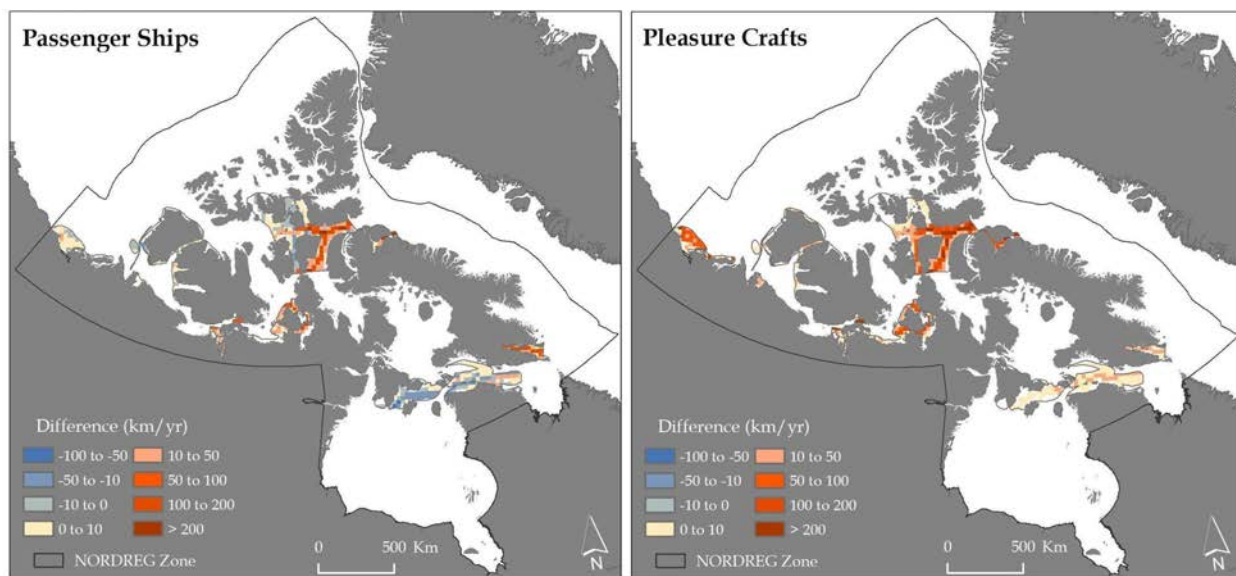 Passenger Ships
Difference (km/yr)
-100 to -50
10 to 50
-50 to -10
50 to 100
-10 to 0
100 to 200
0 to 10
> 200
NORDREG Zone
0
500 Km
N
Pleasure Crafts
Difference (km/yr)
-100 to -50
10 to 50
-50 to -10
50 to 100
-10 to 0
100 to 200
0 to 10
> 200
NORDREG Zone
0
500 Km
N